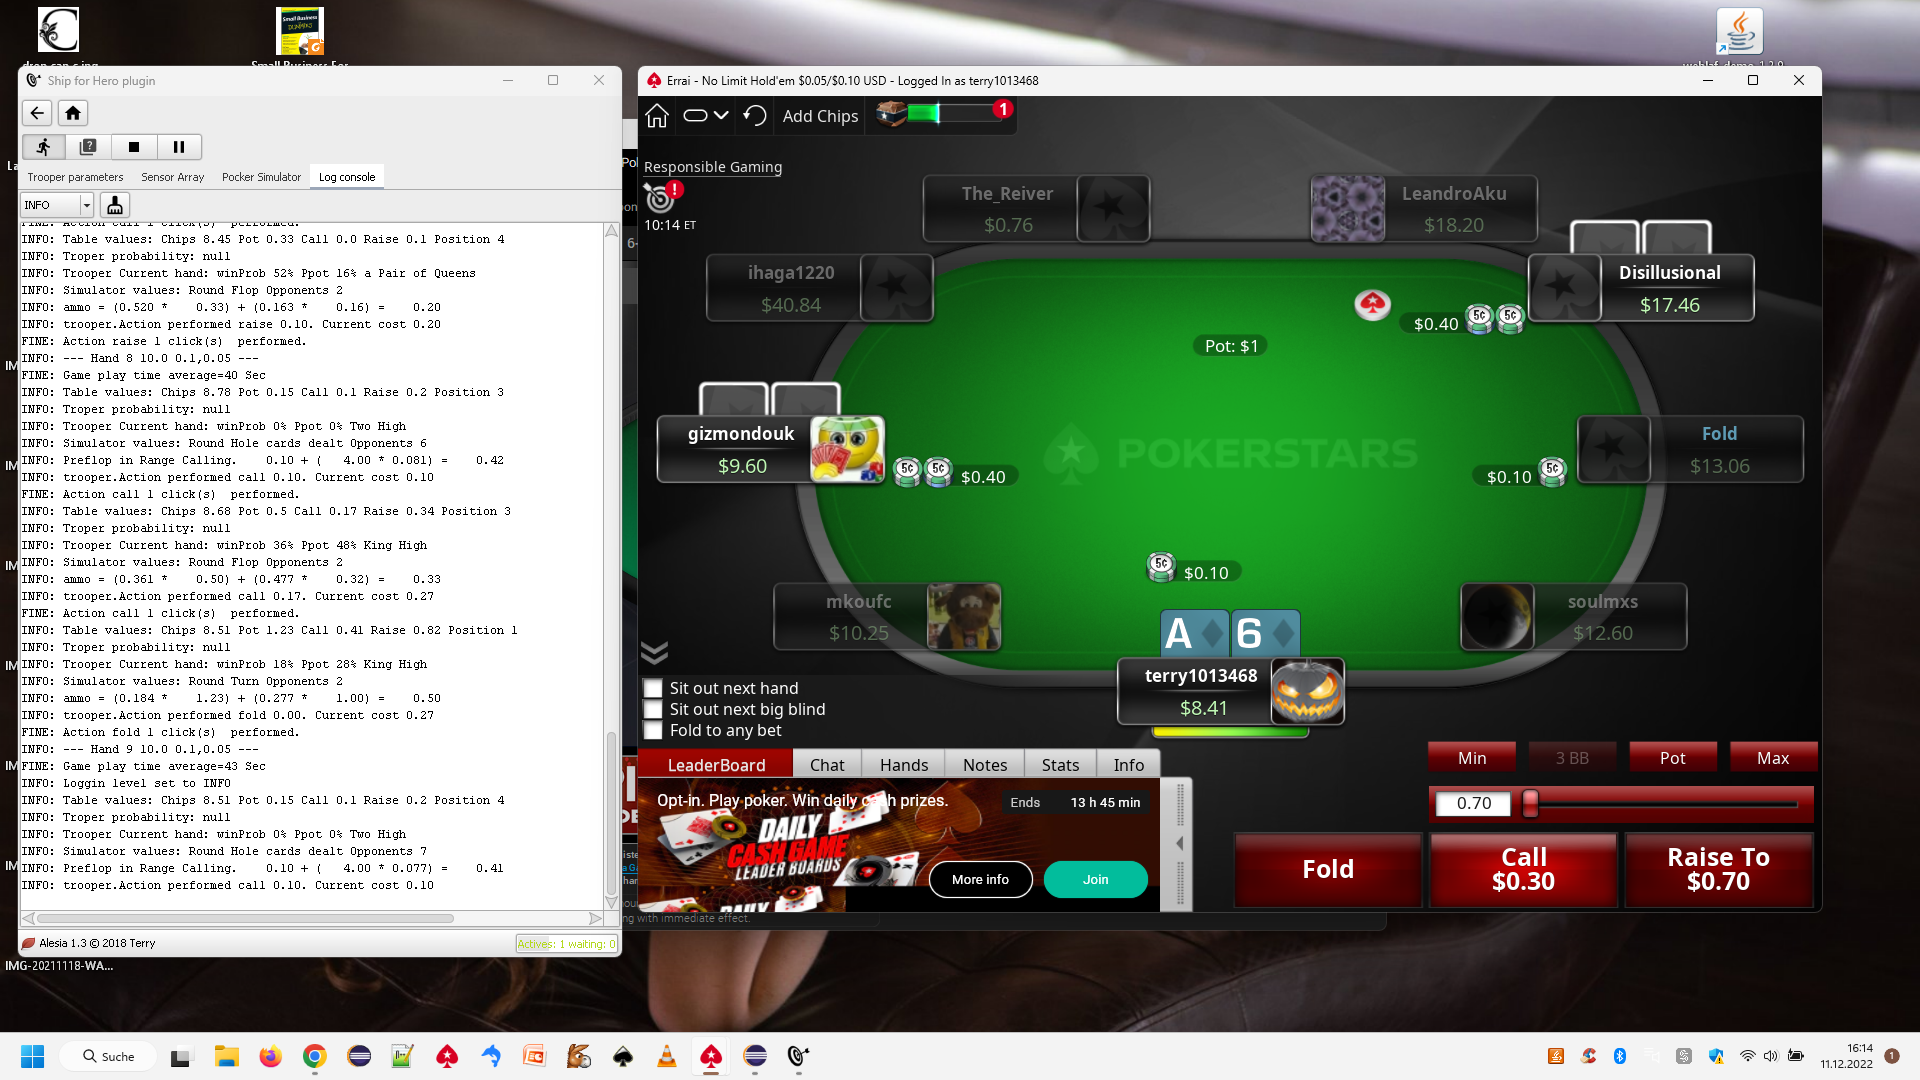 Ship for Hero plugin
Trooper parameters
Sensor Array
Pocker Simulator
Log console
INFO
INFO: Table values: Chips 8.45 Pot 0.33 Call 0.0 Raise 0.1 Position 4
INFO: Troper probability: null
INFO: Trooper Current hand: winProb 52% Ppot 16% a Pair of Queens
INFO: Simulator values: Round Flop Opponents 2
INFO: ammo = (0.520 * 0.33) + (0.163 * 0.16) = 0.20
INFO: trooper.Action performed raise 0.10. Current cost 0.20
FINE: Action raise 1 click(s) performed.
INFO: --- Hand 8 10.0 0.1,0.05 ---
FINE: Game play time average=40 Sec
INFO: Table values: Chips 8.78 Pot 0.15 Call 0.1 Raise 0.2 Position 3
INFO: Troper probability: null
INFO: Trooper Current hand: winProb 0% Ppot 0% Two High
INFO: Simulator values: Round Hole cards dealt Opponents 6
INFO: Preflop in Range Calling. 0.10 + ( 4.00 * 0.081) = 0.42
INFO: trooper.Action performed call 0.10. Current cost 0.10
FINE: Action call 1 click(s) performed.
INFO: Table values: Chips 8.68 Pot 0.5 Call 0.17 Raise 0.34 Position 3
INFO: Troper probability: null
INFO: Trooper Current hand: winProb 36% Ppot 48% King High
INFO: Simulator values: Round Flop Opponents 2
INFO: ammo = (0.361 * 0.50) + (0.477 * 0.32) = 0.33
INFO: trooper.Action performed call 0.17. Current cost 0.27
FINE: Action call 1 click(s) performed.
INFO: Table values: Chips 8.51 Pot 1.23 Call 0.41 Raise 0.82 Position 1
INFO: Troper probability: null
INFO: Trooper Current hand: winProb 18% Ppot 28% King High
INFO: Simulator values: Round Turn Opponents 2
INFO: ammo = (0.184 * 1.23) + (0.277 * 1.00) = 0.50
INFO: trooper.Action performed fold 0.00. Current cost 0.27
FINE: Action fold 1 click(s) performed.
INFO: --- Hand 9 10.0 0.1,0.05 ---
FINE: Game play time average=43 Sec
INFO: Loggin level set to INFO
INFO: Table values: Chips 8.51 Pot 0.15 Call 0.1 Raise 0.2 Position 4
INFO: Troper probability: null
INFO: Trooper Current hand: winProb 0% Ppot 0% Two High
INFO: Simulator values: Round Hole cards dealt Opponents 7
INFO: Preflop in Range Calling. 0.10 + ( 4.00 * 0.077) = 0.41
INFO: trooper.Action performed call 0.10. Current cost 0.10
Alesia 1.3 © 2018 Terry
Actives: 1 waiting: 0
IMG-20211118-WA...
Errai - No Limit Hold'em $0.05/$0.10 USD - Logged In as terry1013468
Add Chips
1
Responsible Gaming
10:14 ET
The_Reiver
$0.76
LeandroAku
$18.20
ihaga1220
$40.84
Disillusional
$17.46
$0.40
5¢
5¢
Pot: $1
gizmondouk
$9.60
5¢
5¢
$0.40
POKERSTARS
Fold
$13.06
$0.10
5¢
5¢
$0.10
mkoufc
$10.25
soulmxs
$12.60
A
6
terry1013468
$8.41
Sit out next hand
Sit out next big blind
Fold to any bet
LeaderBoard
Chat
Hands
Notes
Stats
Info
Opt-in. Play poker. Win daily cash prizes.
Ends
13 h 45 min
DAILY
CASH GAME
LEADER BOARDS
More info
Join
Min
3 BB
Pot
Max
0.70
Fold
Call
$0.30
Raise To
$0.70
ng with immediate effect.
Suche
16:14
11.12.2022
1